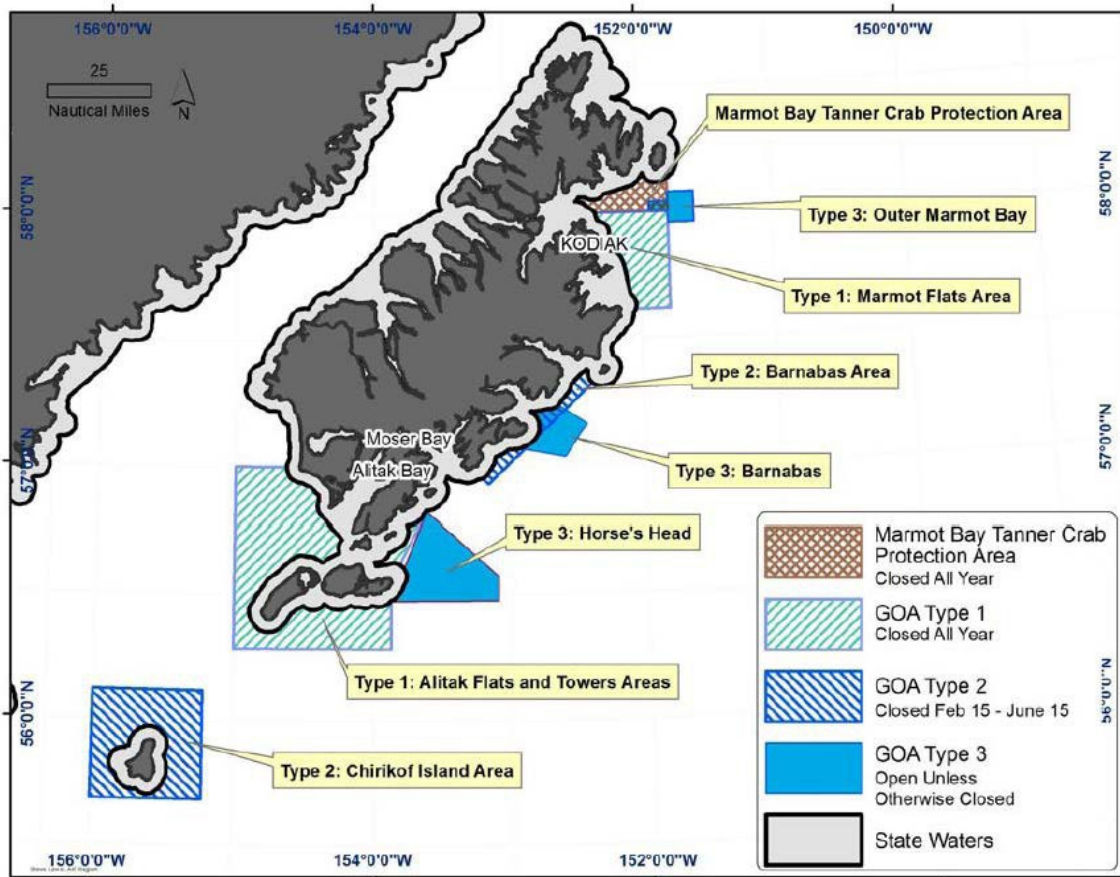 156°0'0"W
154°0'0"W
152°0'0"W
150°0'0"W
25
Nautical Miles
N
Marmot Bay Tanner Crab Protection Area
58°0'0"N
58°0'0"N
Type 3: Outer Marmot Bay
KODIAK
Type 1: Marmot Flats Area
Type 2: Barnabas Area
57°0'0"N
57°0'0"N
Moser Bay
Alitak Bay
Type 3: Barnabas
Type 3: Horse's Head
Type 1: Alitak Flats and Towers Areas
56°0'0"N
56°0'0"N
Type 2: Chirikof Island Area
Marmot Bay Tanner Crab
Protection Area
Closed All Year
GOA Type 1
Closed All Year
GOA Type 2
Closed Feb 15 - June 15
GOA Type 3
Open Unless
Otherwise Closed
State Waters
156°0'0"W
154°0'0"W
152°0'0"W